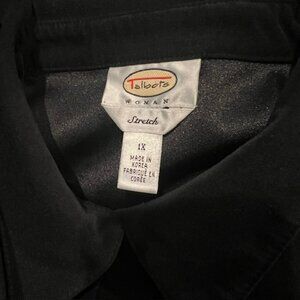 Talbots
WOMAN
Stretch
1X
MADE IN
KOREA
FABRIQUÉ EN
CORÉE